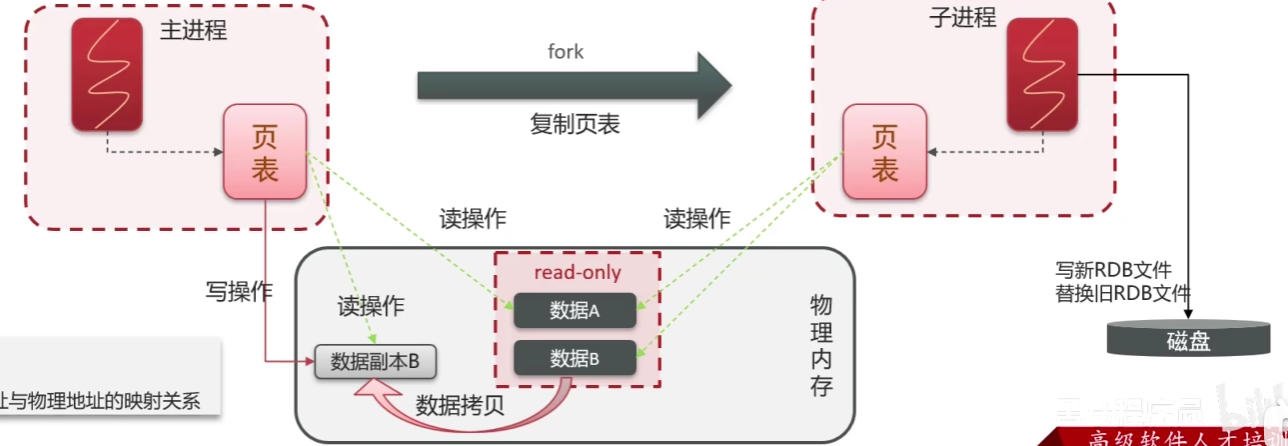 主进程
子进程
fork
复制页表
页
表
页
表
读操作
读操作
read-only
写操作
读操作
数据A
数据B
数据副本B
数据拷贝
物
理
内
存
写新RDB文件
替换旧RDB文件
磁盘
址与物理地址的映射关系
高级软件人才培